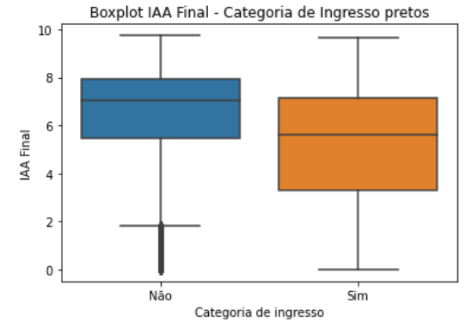 Boxplot IAA Final - Categoria de Ingresso pretos
10
8
6
4
2
0
IAA Final
Não Sim
Categoria de ingresso